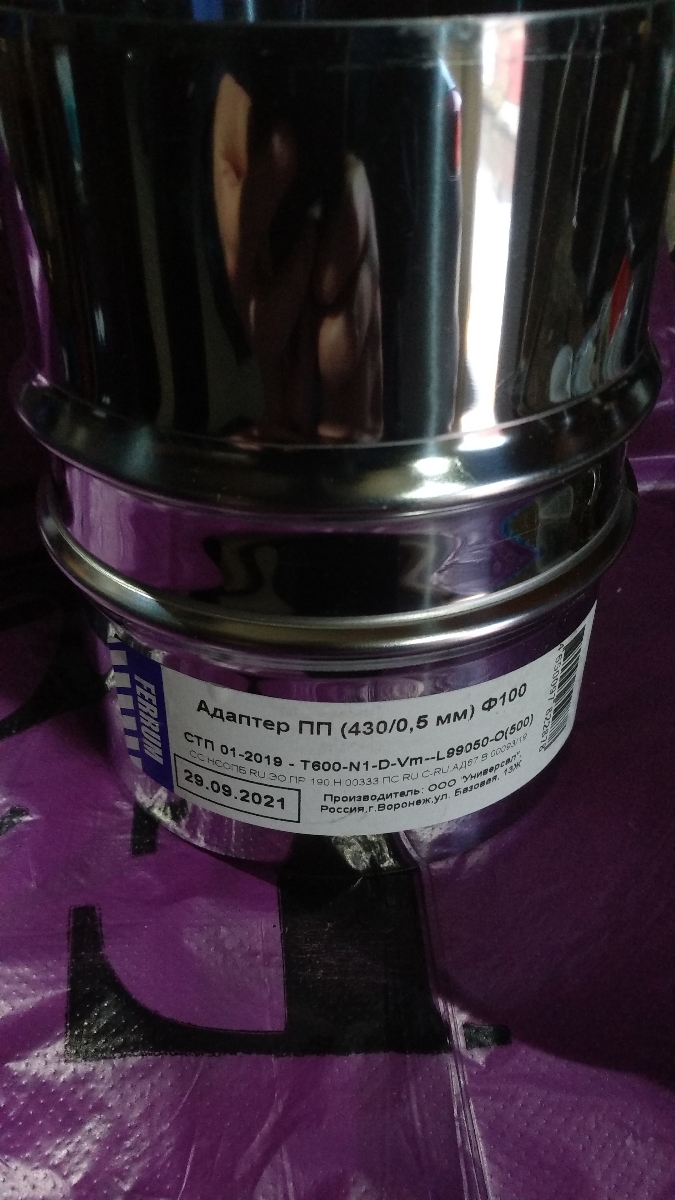 FERRUM
Адаптер ПП (430/0,5 мм) Ф100
СТП 01-2019 - T600-N1-D-Vm--L99050-O(500)
29.09.2021
Производитель: ООО "Универсал",
Россия,г.Воронеж,ул. Базовая, 13Ж